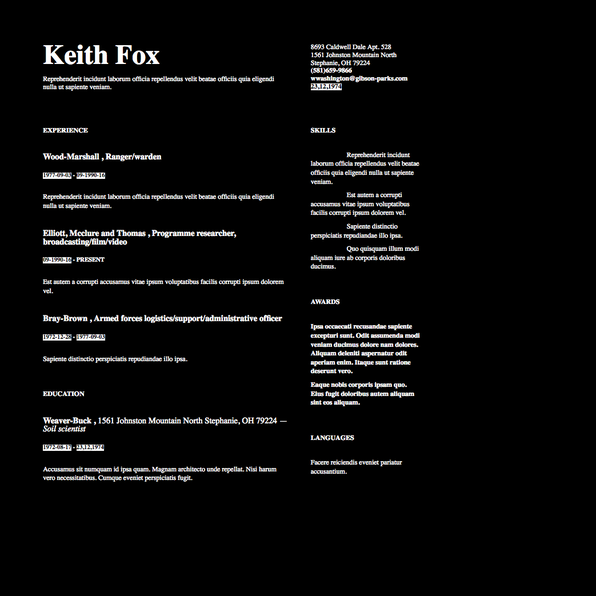 Keith Fox
Reprehenderit incidunt laborum officia repellendus velit beatae officiis quia eligendi
nulla ut sapiente veniam.
8693 Caldwell Dale Apt. 528
1561 Johnston Mountain North
Stephanie, OH 79224
(581)659-9866
wwashington@gibson-parks.com
23.12.1974
EXPERIENCE
Wood-Marshall , Ranger/warden
1977-09-03 - 09-1990-16
Reprehenderit incidunt laborum officia repellendus velit beatae officiis quia eligendi
nulla ut sapiente veniam.
Elliott, Mcclure and Thomas , Programme researcher,
broadcasting/film/video
09-1990-16 - PRESENT
Est autem a corrupti accusamus vitae ipsum voluptatibus facilis corrupti ipsum dolorem
vel.
Bray-Brown , Armed forces logistics/support/administrative officer
1972-12-28 - 1977-09-03
Sapiente distinctio perspiciatis repudiandae illo ipsa.
EDUCATION
Weaver-Buck , 1561 Johnston Mountain North Stephanie, OH 79224 —
Soil scientist
1972-08-17 - 23.12.1974
Accusamus sit numquam id ipsa quam. Magnam architecto unde repellat. Nisi harum
vero necessitatibus. Cumque eveniet perspiciatis fugit.
SKILLS
Reprehenderit incidunt
laborum officia repellendus velit beatae
officiis quia eligendi nulla ut sapiente
veniam.
Est autem a corrupti
accusamus vitae ipsum voluptatibus
facilis corrupti ipsum dolorem vel.
Sapiente distinctio
perspiciatis repudiandae illo ipsa.
Quo quisquam illum modi
aliquam iure ab corporis doloribus
ducimus.
AWARDS
Ipsa occaecati recusandae sapiente
excepturi sunt. Odit assumenda modi
veniam ducimus dolore nam dolores.
Aliquam deleniti aspernatur odit
aperiam enim. Itaque sunt ratione
deserunt vero.
Eaque nobis corporis ipsam quo.
Eius fugit doloribus autem aliquam
sint eos aliquam.
LANGUAGES
Facere reiciendis eveniet pariatur
accusantium.